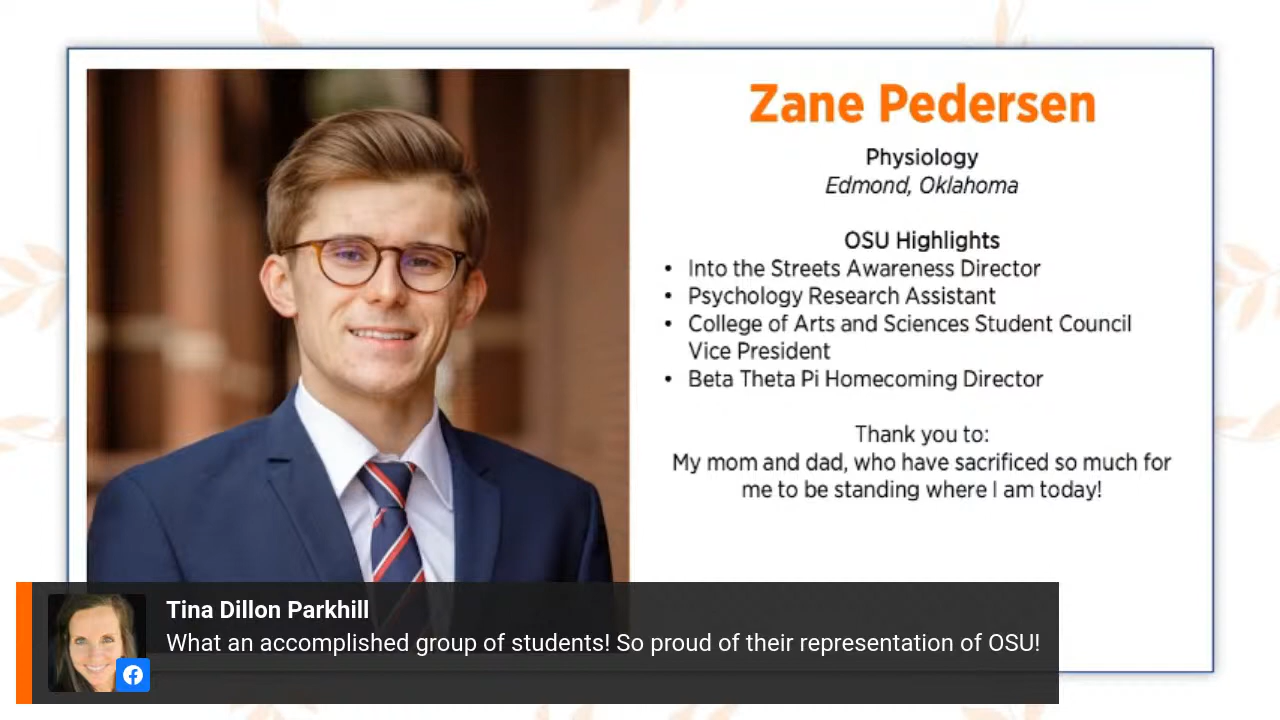 Zane Pedersen
Physiology
Edmond, Oklahoma
OSU Highlights
• Into the Streets Awareness Director
• Psychology Research Assistant
• College of Arts and Sciences Student Council
Vice President
• Beta Theta Pi Homecoming Director
Thank you to:
My mom and dad, who have sacrificed so much for
me to be standing where I am today!
Tina Dillon Parkhill
What an accomplished group of students! So proud of their representation of OSU!